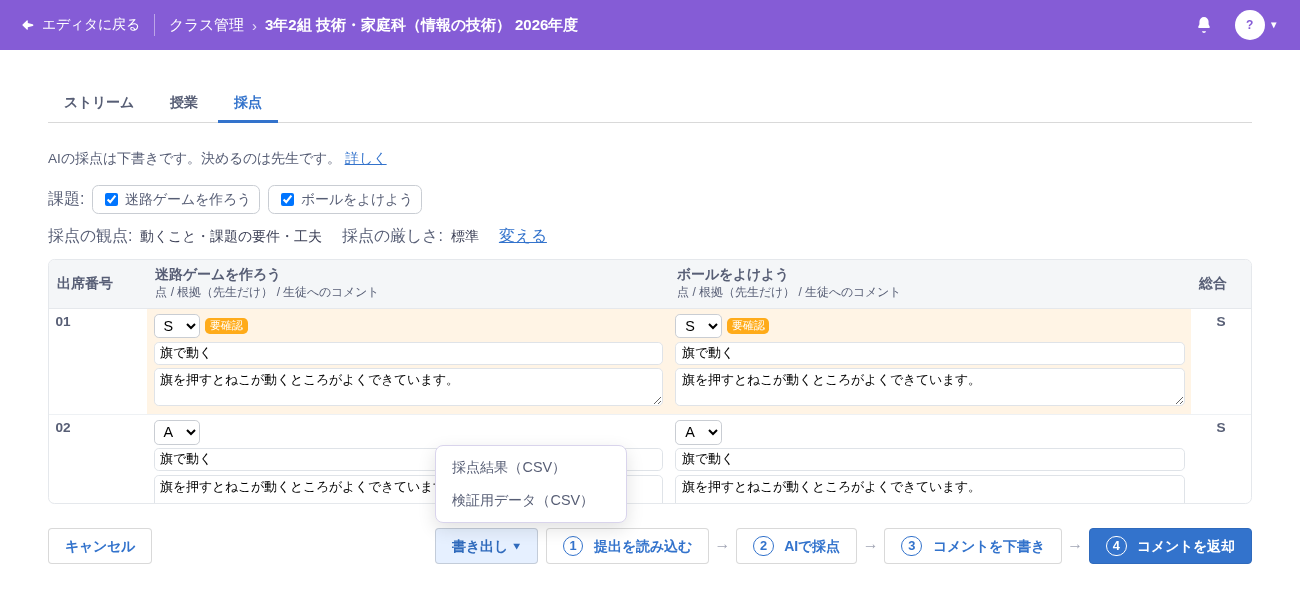 エディタに戻る クラス管理 › 3年2組 技術・家庭科（情報の技術） 2026年度 ? ▼
ストリーム 授業 採点
AIの採点は下書きです。決めるのは先生です。 詳しく
課題: 迷路ゲームを作ろう ボールをよけよう
採点の観点: 動くこと・課題の要件・工夫 採点の厳しさ: 標準 変える
出席番号 迷路ゲームを作ろう ボールをよけよう 総合
点 / 根拠（先生だけ） / 生徒へのコメント 点 / 根拠（先生だけ） / 生徒へのコメント
01 S 要確認 S 要確認 S
旗で動く 旗で動く
旗を押すとねこが動くところがよくできています。 旗を押すとねこが動くところがよくできています。
02 A A S
旗で動く 旗で動く
旗を押すとねこが動くところがよくできていま 旗を押すとねこが動くところがよくできています。
採点結果（CSV）
検証用データ（CSV）
キャンセル 書き出し ▼ 1 提出を読み込む → 2 AIで採点 → 3 コメントを下書き → 4 コメントを返却